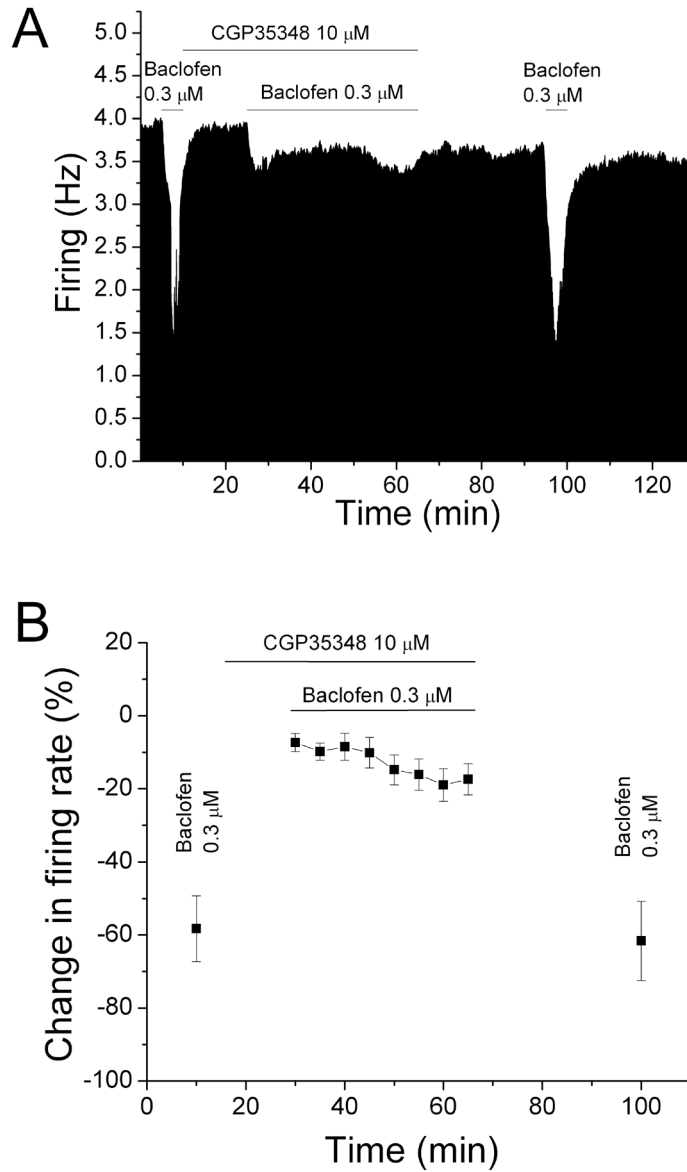 A
CGP35348 10 μM
Baclofen
0.3 μM
Baclofen 0.3 μM
Baclofen
0.3 μM
Firing (Hz)
5.0
4.5
4.0
3.5
3.0
2.5
2.0
1.5
1.0
0.5
0.0
20 40 60 80 100 120
Time (min)
B
CGP35348 10 μM
Baclofen 0.3 μM
Baclofen
0.3 μM
Baclofen
0.3 μM
Change in firing rate (%)
20
0
-20
-40
-60
-80
-100
0 20 40 60 80 100
Time (min)